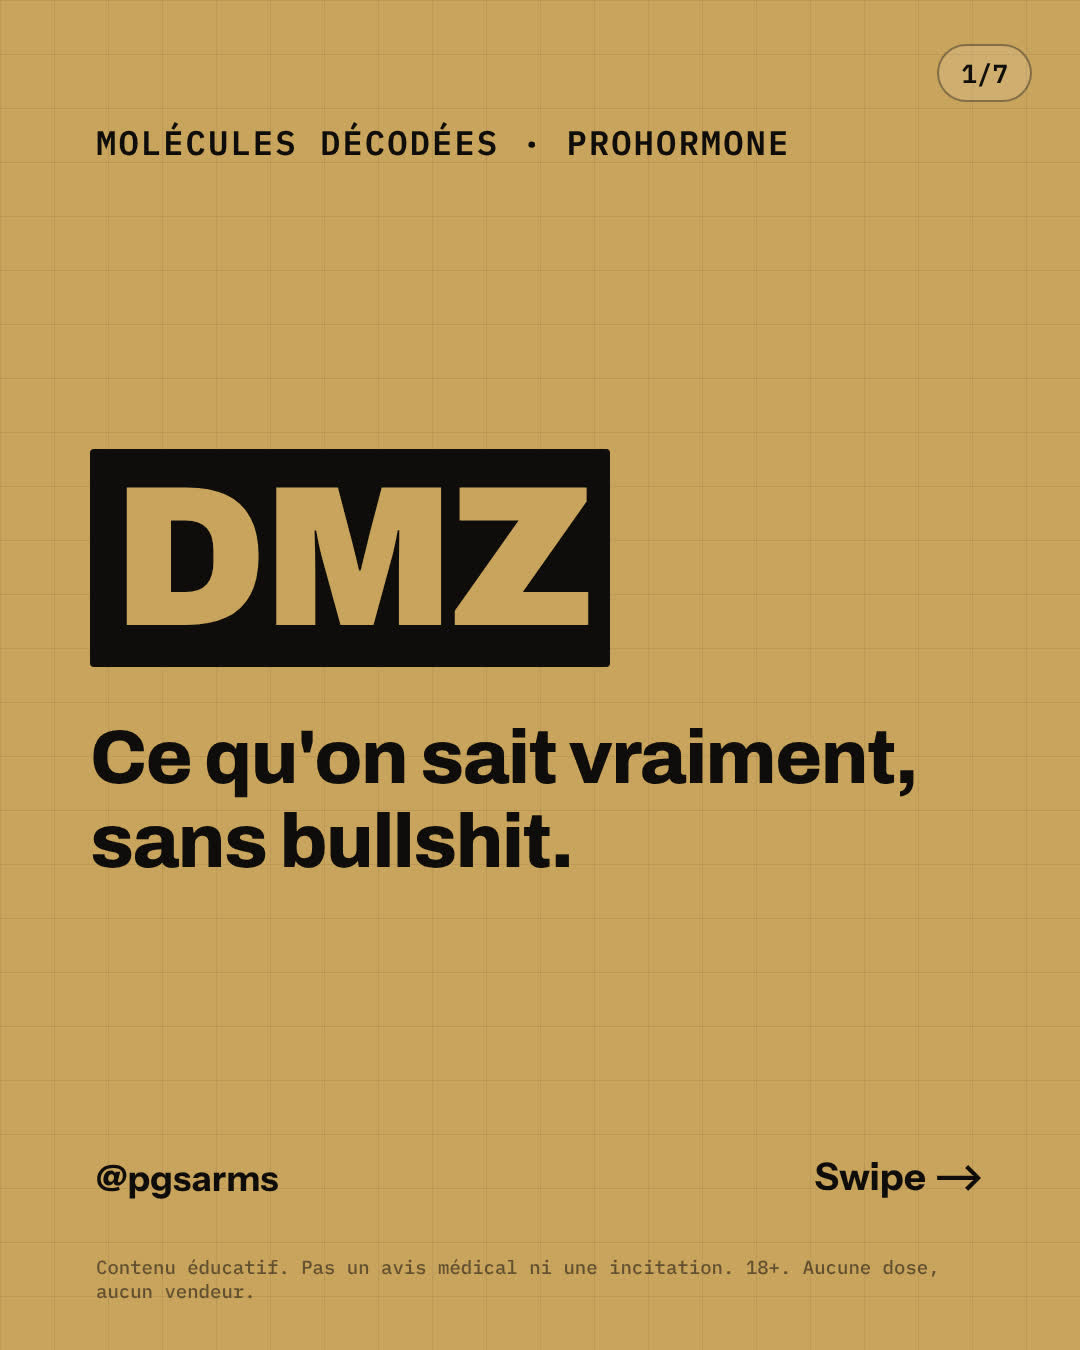 1/7
MOLÉCULES DÉCODÉES · PROHORMONE
DMZ
Ce qu'on sait vraiment,
sans bullshit.
@pgsarms
Swipe →
Contenu éducatif. Pas un avis médical ni une incitation. 18+. Aucune dose,
aucun vendeur.